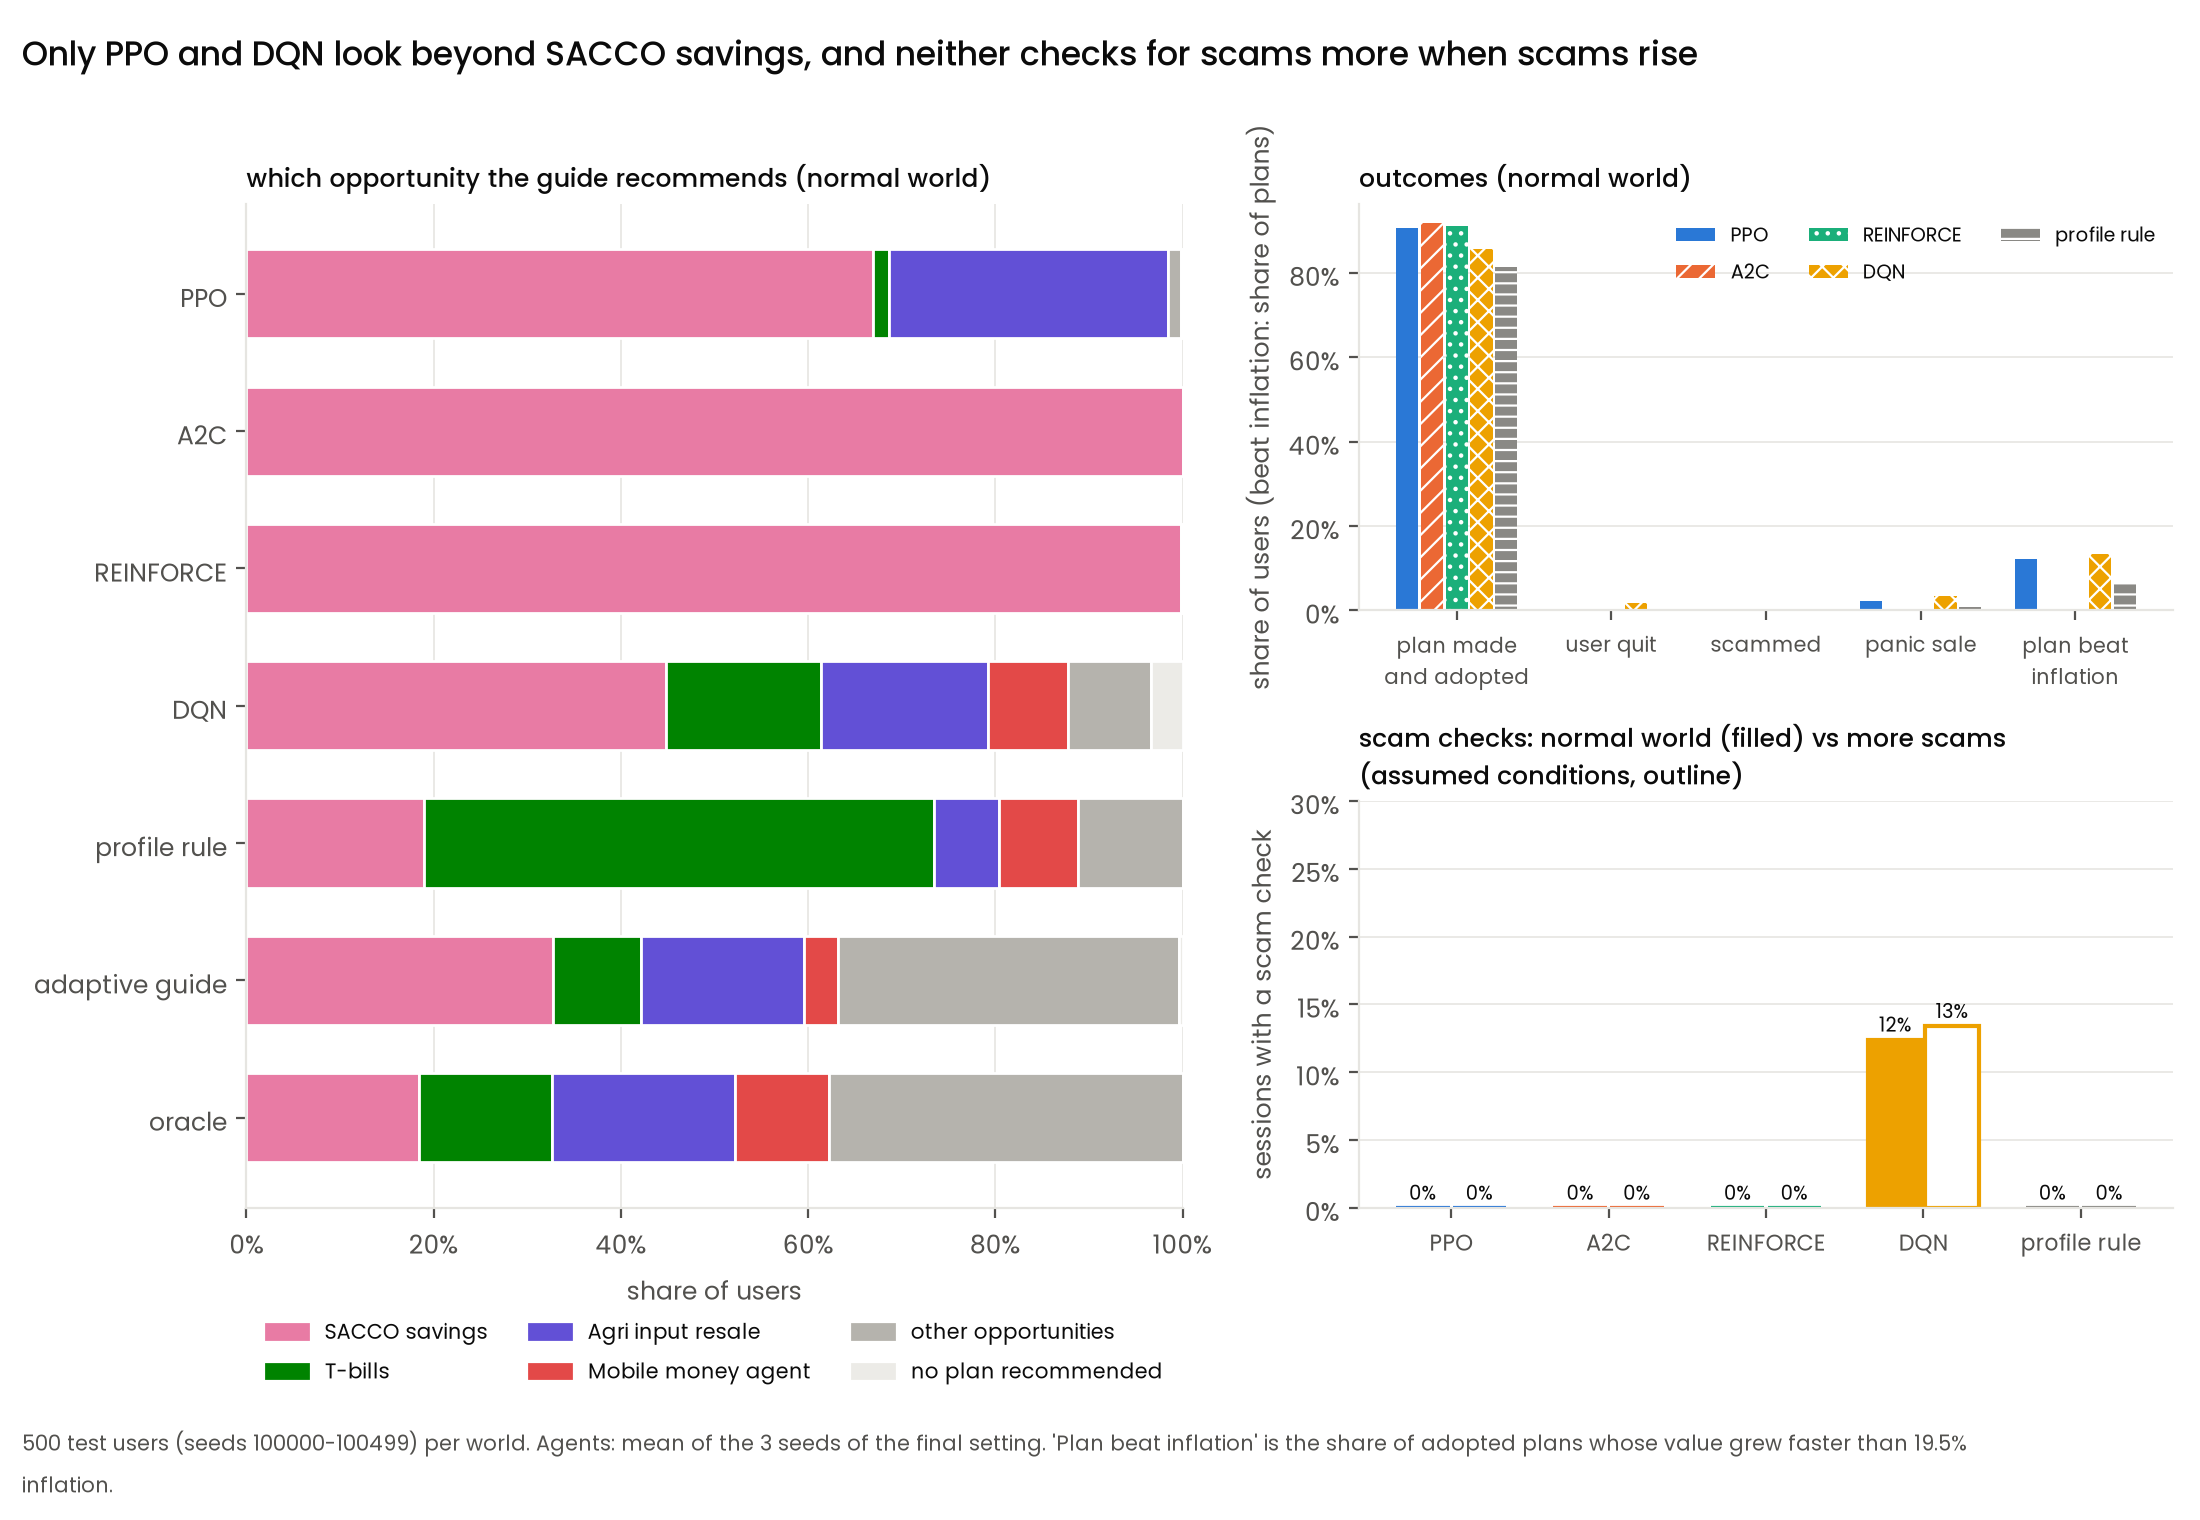 Only PPO and DQN look beyond SACCO savings, and neither checks for scams more when scams rise
which opportunity the guide recommends (normal world)
PPO
A2C
REINFORCE
DQN
profile rule
adaptive guide
oracle
0%
20%
40%
60%
80%
100%
share of users
SACCO savings
Agri input resale
other opportunities
T-bills
Mobile money agent
no plan recommended
outcomes (normal world)
share of users (beat inflation: share of plans)
PPO
REINFORCE
profile rule
A2C
DQN
80%
60%
40%
20%
0%
plan made
and adopted
user quit
scammed
panic sale
plan beat
inflation
scam checks: normal world (filled) vs more scams
(assumed conditions, outline)
sessions with a scam check
30%
25%
20%
15%
10%
5%
0%
0%
0%
0%
0%
0%
0%
12%
13%
0%
0%
PPO
A2C
REINFORCE
DQN
profile rule
500 test users (seeds 100000-100499) per world. Agents: mean of the 3 seeds of the final setting. 'Plan beat inflation' is the share of adopted plans whose value grew faster than 19.5%
inflation.